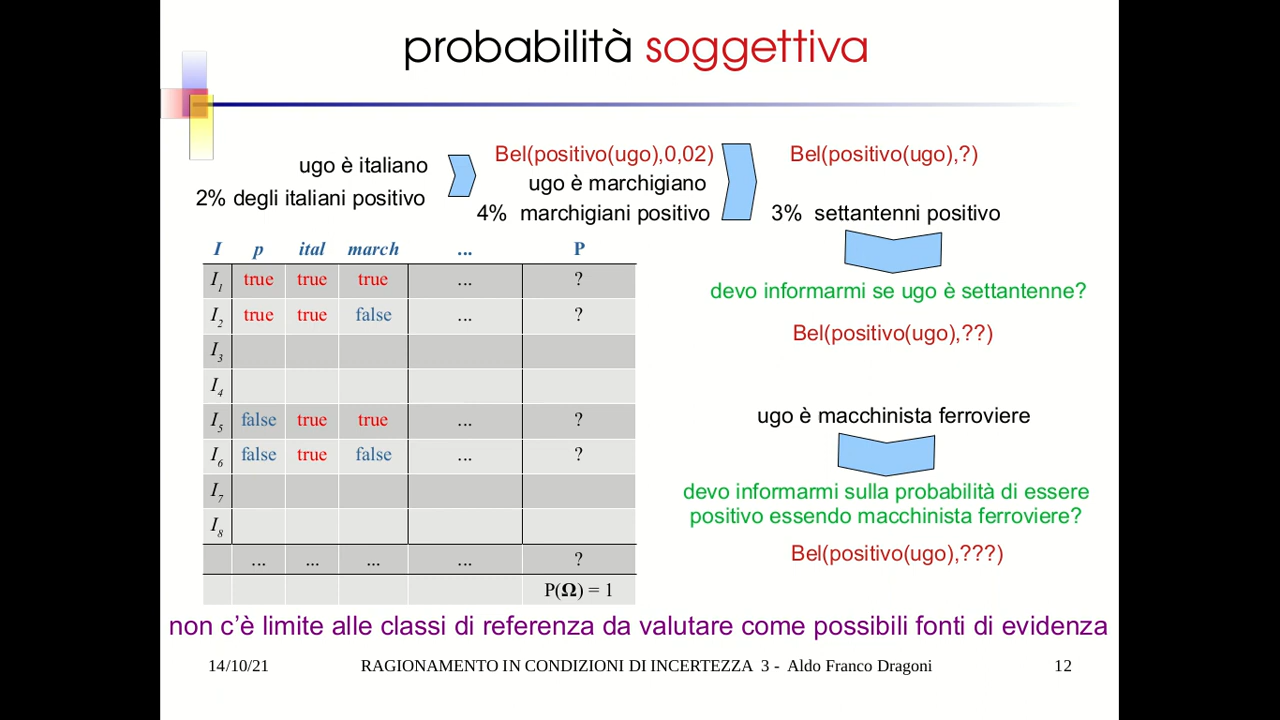 probabilità soggettiva
ugo è italiano
2% degli italiani positivo
Bel(positivo(ugo),0,02)
ugo è marchigiano
4% marchigiani positivo
Bel(positivo(ugo),?)
3% settantenni positivo
devo informarmi se ugo è settantenne?
Bel(positivo(ugo),??)
ugo è macchinista ferroviere
devo informarmi sulla probabilità di essere
positivo essendo macchinista ferroviere?
Bel(positivo(ugo),???)
I p ital march ... P
I1 true true true ... ?
I2 true true false ... ?
I3
I4
I5 false true true ... ?
I6 false true false ... ?
I7
I8
... ... ... ... ?
P(Ω) = 1
non c’è limite alle classi di referenza da valutare come possibili fonti di evidenza
14/10/21 RAGIONAMENTO IN CONDIZIONI DI INCERTEZZA 3 - Aldo Franco Dragoni 12